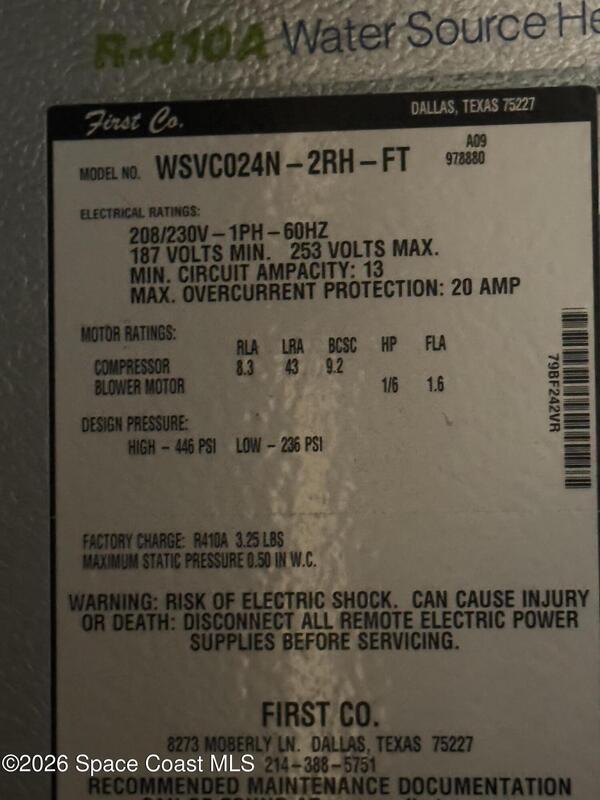 R-410A Water Source He
First Co. DALLAS, TEXAS 75227
A09
MODEL NO. WSVC024N-2RH-FT 978880
ELECTRICAL RATINGS:
208/230V-1PH-60HZ
187 VOLTS MIN. 253 VOLTS MAX.
MIN. CIRCUIT AMPACITY: 13
MAX. OVERCURRENT PROTECTION: 20 AMP
MOTOR RATINGS:
RLA LRA BCSC HP FLA
COMPRESSOR 8.3 43 9.2
BLOWER MOTOR 1/6 1.6
79BF242VR
DESIGN PRESSURE:
HIGH - 446 PSI LOW - 236 PSI
FACTORY CHARGE: R410A 3.25 LBS
MAXIMUM STATIC PRESSURE 0.50 IN W.C.
WARNING: RISK OF ELECTRIC SHOCK. CAN CAUSE INJURY
OR DEATH: DISCONNECT ALL REMOTE ELECTRIC POWER
SUPPLIES BEFORE SERVICING.
FIRST CO.
8273 MOBERLY LN. DALLAS, TEXAS 75227
214-388-5751
©2026 Space Coast MLS
RECOMMENDED MAINTENANCE DOCUMENTATION